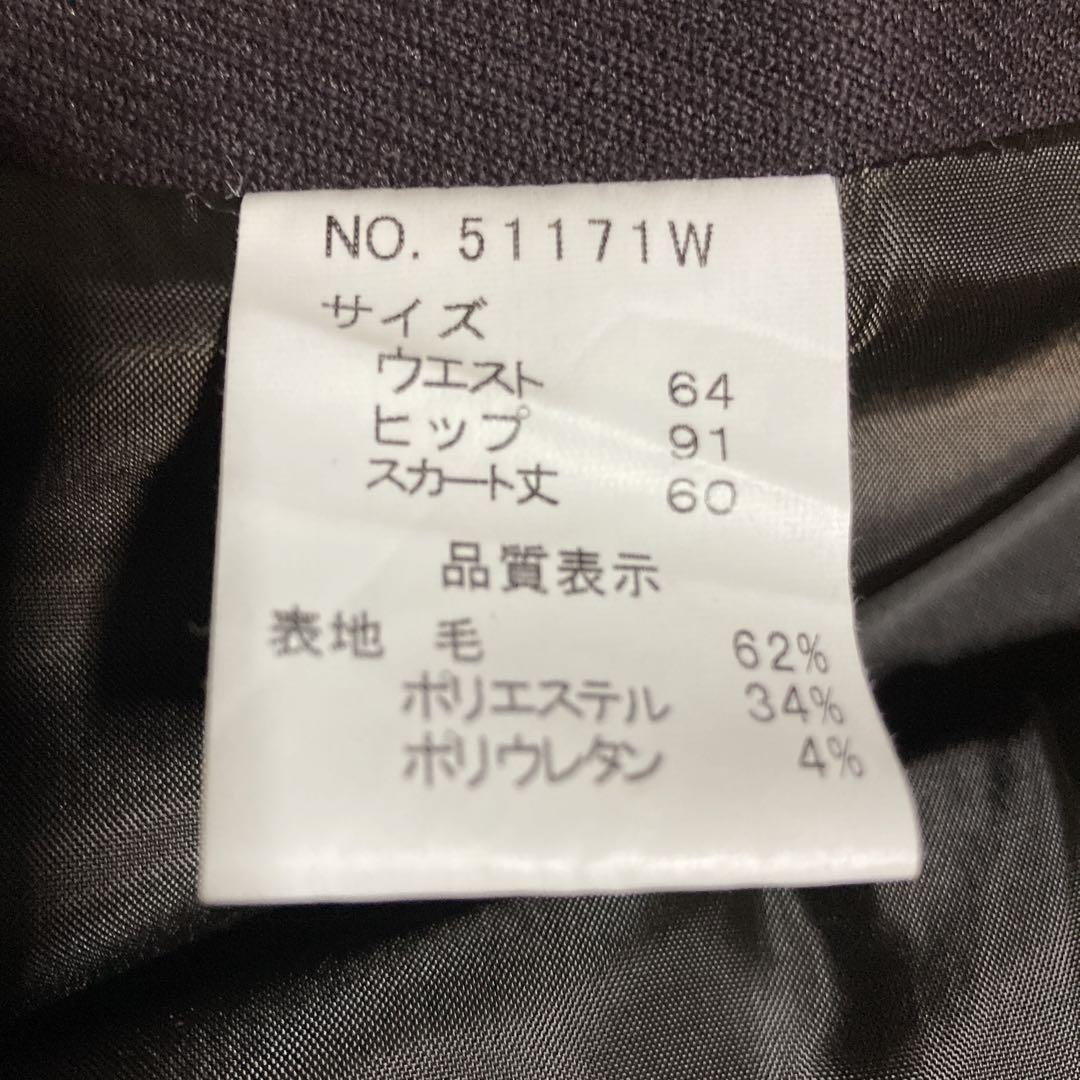 NO. 51171W
サイズ
ウエスト 64
ヒップ 91
スカート丈 60
品質表示
表地 毛 62%
ポリエステル 34%
ポリウレタン 4%